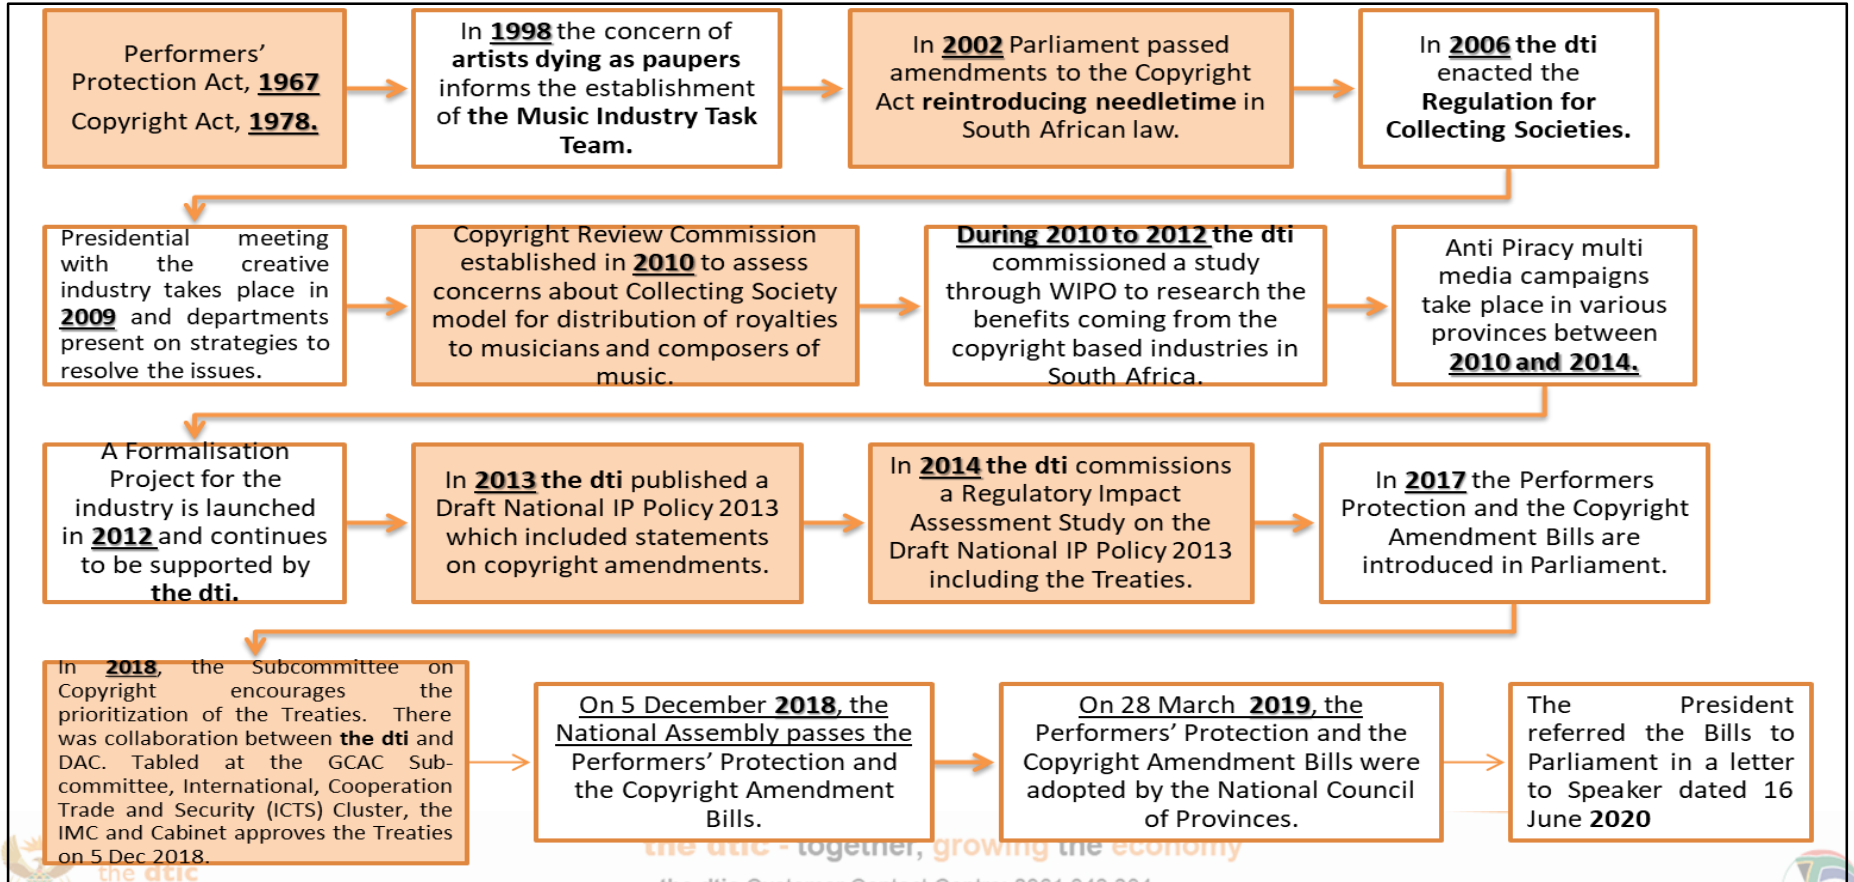 Performers’
Protection Act, 1967
Copyright Act, 1978.
In 1998 the concern of
artists dying as paupers
informs the establishment
of the Music Industry Task
Team.
In 2002 Parliament passed
amendments to the Copyright
Act reintroducing needletime in
South African law.
In 2006 the dti
enacted the
Regulation for
Collecting Societies.
Presidential meeting
with the creative
industry takes place in
2009 and departments
present on strategies to
resolve the issues.
Copyright Review Commission
established in 2010 to assess
concerns about Collecting Society
model for distribution of royalties
to musicians and composers of
music.
During 2010 to 2012 the dti
commissioned a study
through WIPO to research the
benefits coming from the
copyright based industries in
South Africa.
Anti Piracy multi
media campaigns
take place in various
provinces between
2010 and 2014.
A Formalisation
Project for the
industry is launched
in 2012 and continues
to be supported by
the dti.
In 2013 the dti published a
Draft National IP Policy 2013
which included statements
on copyright amendments.
In 2014 the dti commissions
a Regulatory Impact
Assessment Study on the
Draft National IP Policy 2013
including the Treaties.
In 2017 the Performers
Protection and the Copyright
Amendment Bills are
introduced in Parliament.
In 2018, the Subcommittee on
Copyright encourages the
prioritization of the Treaties. There
was collaboration between the dti and
DAC. Tabled at the GCAC Sub-
committee, International, Cooperation
Trade and Security (ICTS) Cluster, the
IMC and Cabinet approves the Treaties
on 5 Dec 2018.
On 5 December 2018, the
National Assembly passes the
Performers’ Protection and
the Copyright Amendment
Bills.
On 28 March 2019, the
Performers’ Protection and the
Copyright Amendment Bills were
adopted by the National Council
of Provinces.
The President
referred the Bills to
Parliament in a letter
to Speaker dated 16
June 2020
the dtic - together, growing the economy
the dtic